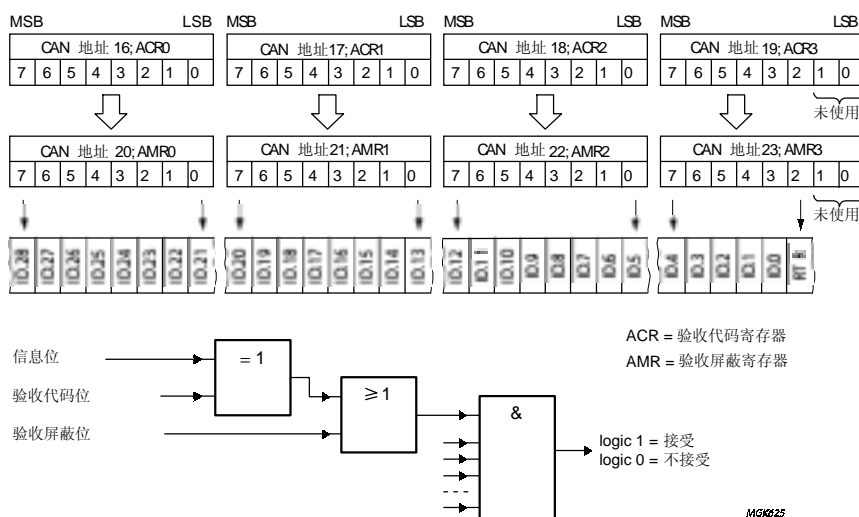 MSB LSB MSB LSB MSB LSB MSB LSB
CAN 地址 16; ACR0 CAN 地址 17; ACR1 CAN 地址 18; ACR2 CAN 地址 19; ACR3
7 6 5 4 3 2 1 0 7 6 5 4 3 2 1 0 7 6 5 4 3 2 1 0 7 6 5 4 3 2 1 0
未使用
CAN 地址 20; AMR0 CAN 地址 21; AMR1 CAN 地址 22; AMR2 CAN 地址 23; AMR3
7 6 5 4 3 2 1 0 7 6 5 4 3 2 1 0 7 6 5 4 3 2 1 0 7 6 5 4 3 2 1 0
未使用
ID.28 ID.27 ID.26 ID.25 ID.24 ID.23 ID.22 ID.21 ID.20 ID.19 ID.18 ID.17 ID.16 ID.15 ID.14 ID.13 ID.12 ID.11 ID.10 ID.9 ID.8 ID.7 ID.6 ID.5 ID.4 ID.3 ID.2 ID.1 ID.0
ACR = 验收代码寄存器
AMR = 验收屏蔽寄存器
信息位
= 1
验收代码位
≥ 1
验收屏蔽位
&
logic 1 = 接受
logic 0 = 不接受
MGK625